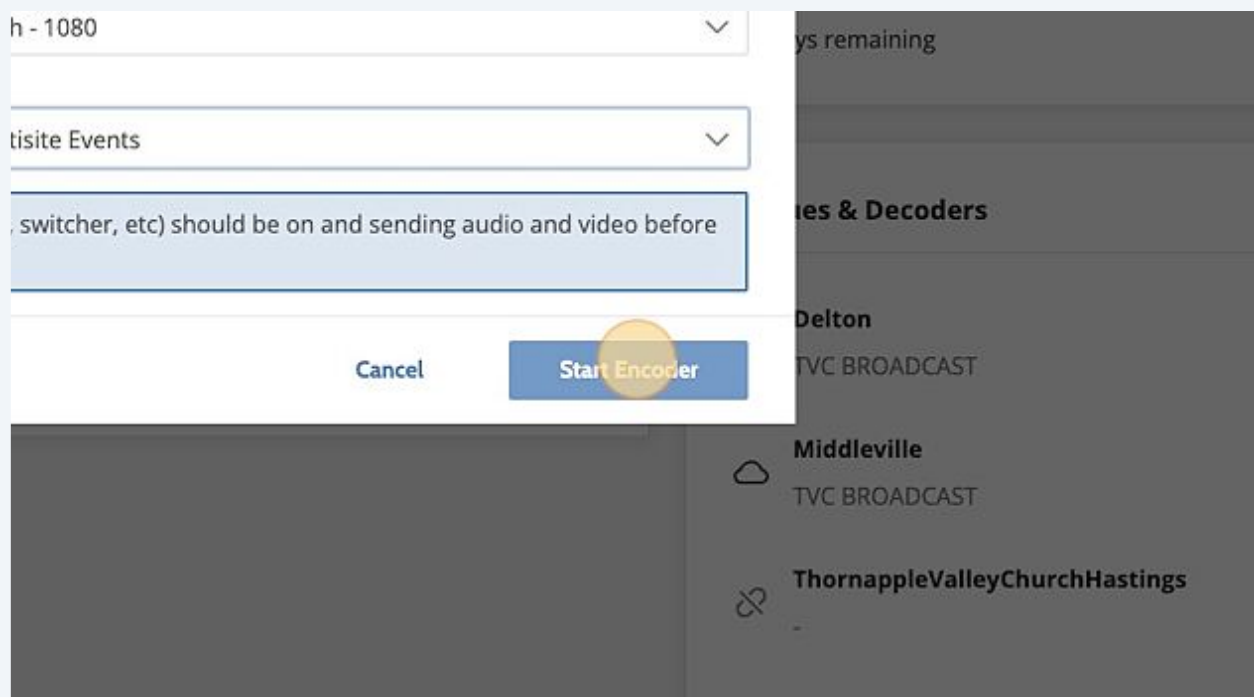 h - 1080
ys remaining
tisite Events
, switcher, etc) should be on and sending audio and video before
ues & Decoders
Cancel
Start Encoder
Delton
TVC BROADCAST
Middleville
TVC BROADCAST
ThornappleValleyChurchHastings
-